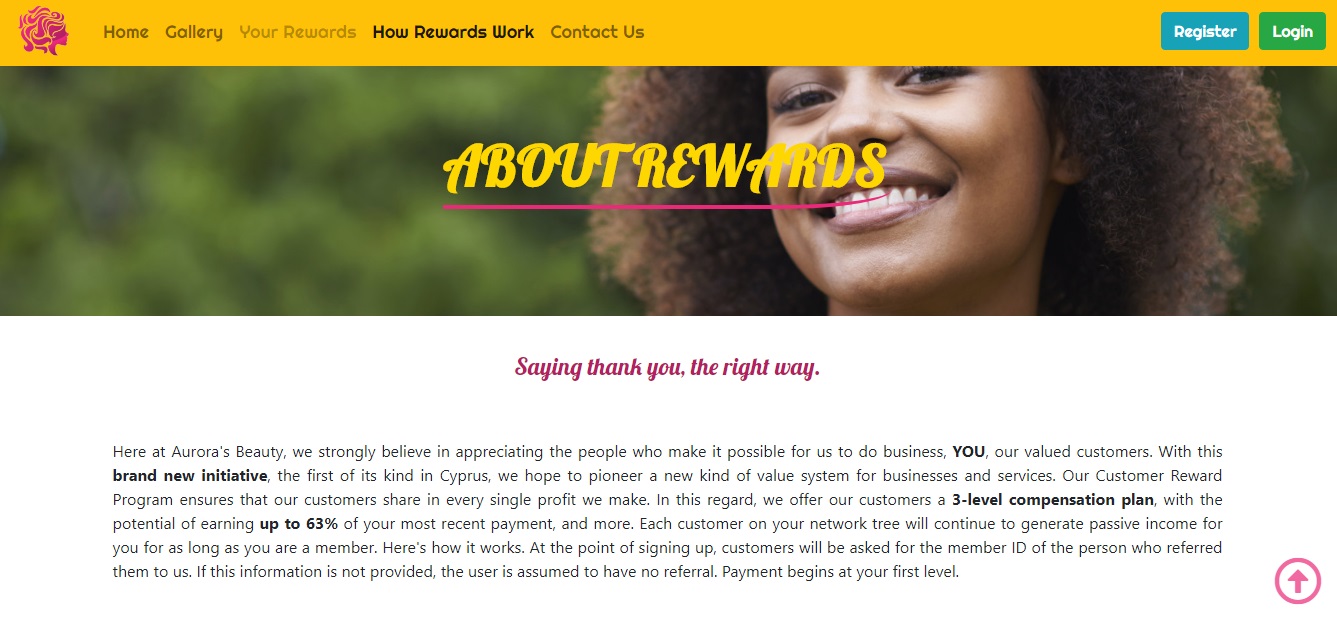 Home Gallery Your Rewards How Rewards Work Contact Us Register Login
ABOUT REWARDS
Saying thank you, the right way.
Here at Aurora's Beauty, we strongly believe in appreciating the people who make it possible for us to do business, YOU, our valued customers. With this
brand new initiative, the first of its kind in Cyprus, we hope to pioneer a new kind of value system for businesses and services. Our Customer Reward
Program ensures that our customers share in every single profit we make. In this regard, we offer our customers a 3-level compensation plan, with the
potential of earning up to 63% of your most recent payment, and more. Each customer on your network tree will continue to generate passive income for
you for as long as you are a member. Here's how it works. At the point of signing up, customers will be asked for the member ID of the person who referred
them to us. If this information is not provided, the user is assumed to have no referral. Payment begins at your first level.